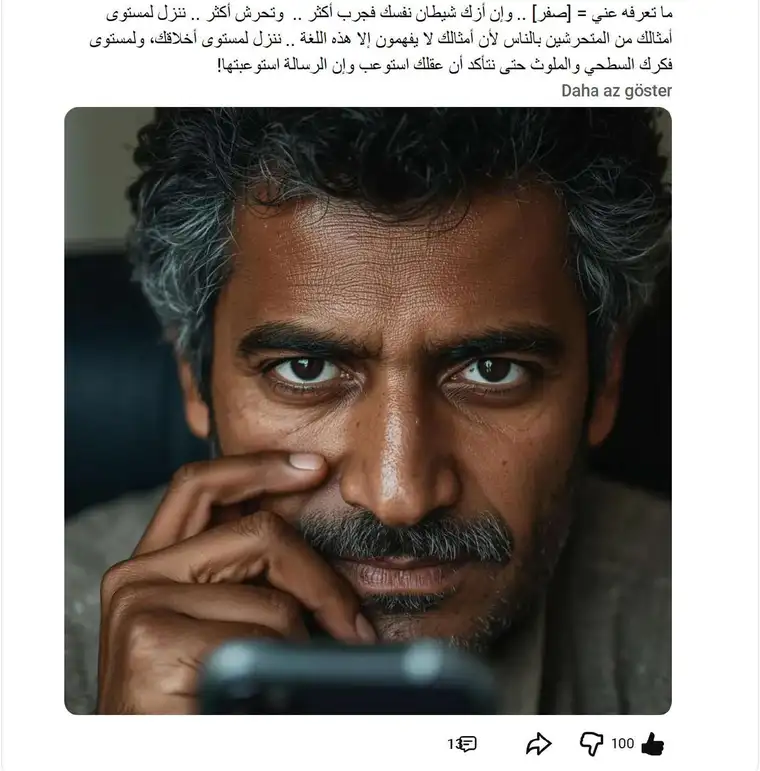 ما تعرفه عني = [صفر] .. وإن أزك شيطان نفسك فجرب أكثر .. وتحرش أكثر .. ننزل لمستوى
أمثالك من المتحرشين بالناس لأن أمثالك لا يفهمون إلا هذه اللغة .. ننزل لمستوى أخلاقك، ولمستوى
فكرك السطحي والملوث حتى نتأكد أن عقلك استوعب وإن الرسالة استوعبتها!
Daha az göster
13
100